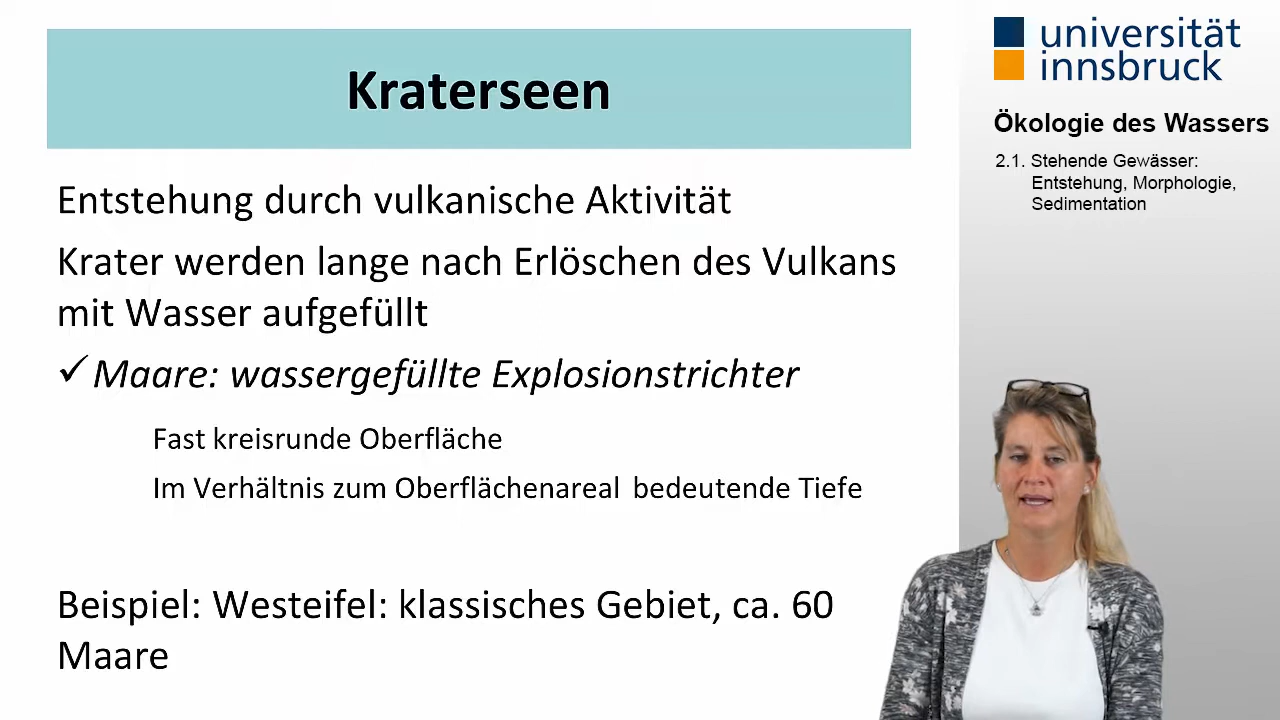 Kraterseen
Entstehung durch vulkanische Aktivität
Krater werden lange nach Erlöschen des Vulkans
mit Wasser aufgefüllt
✓ Maare: wassergefüllte Explosionstrichter
Fast kreisrunde Oberfläche
Im Verhältnis zum Oberflächenareal bedeutende Tiefe
Beispiel: Westeifel: klassisches Gebiet, ca. 60
Maare
universität
innsbruck
Ökologie des Wassers
2.1. Stehende Gewässer:
Entstehung, Morphologie,
Sedimentation